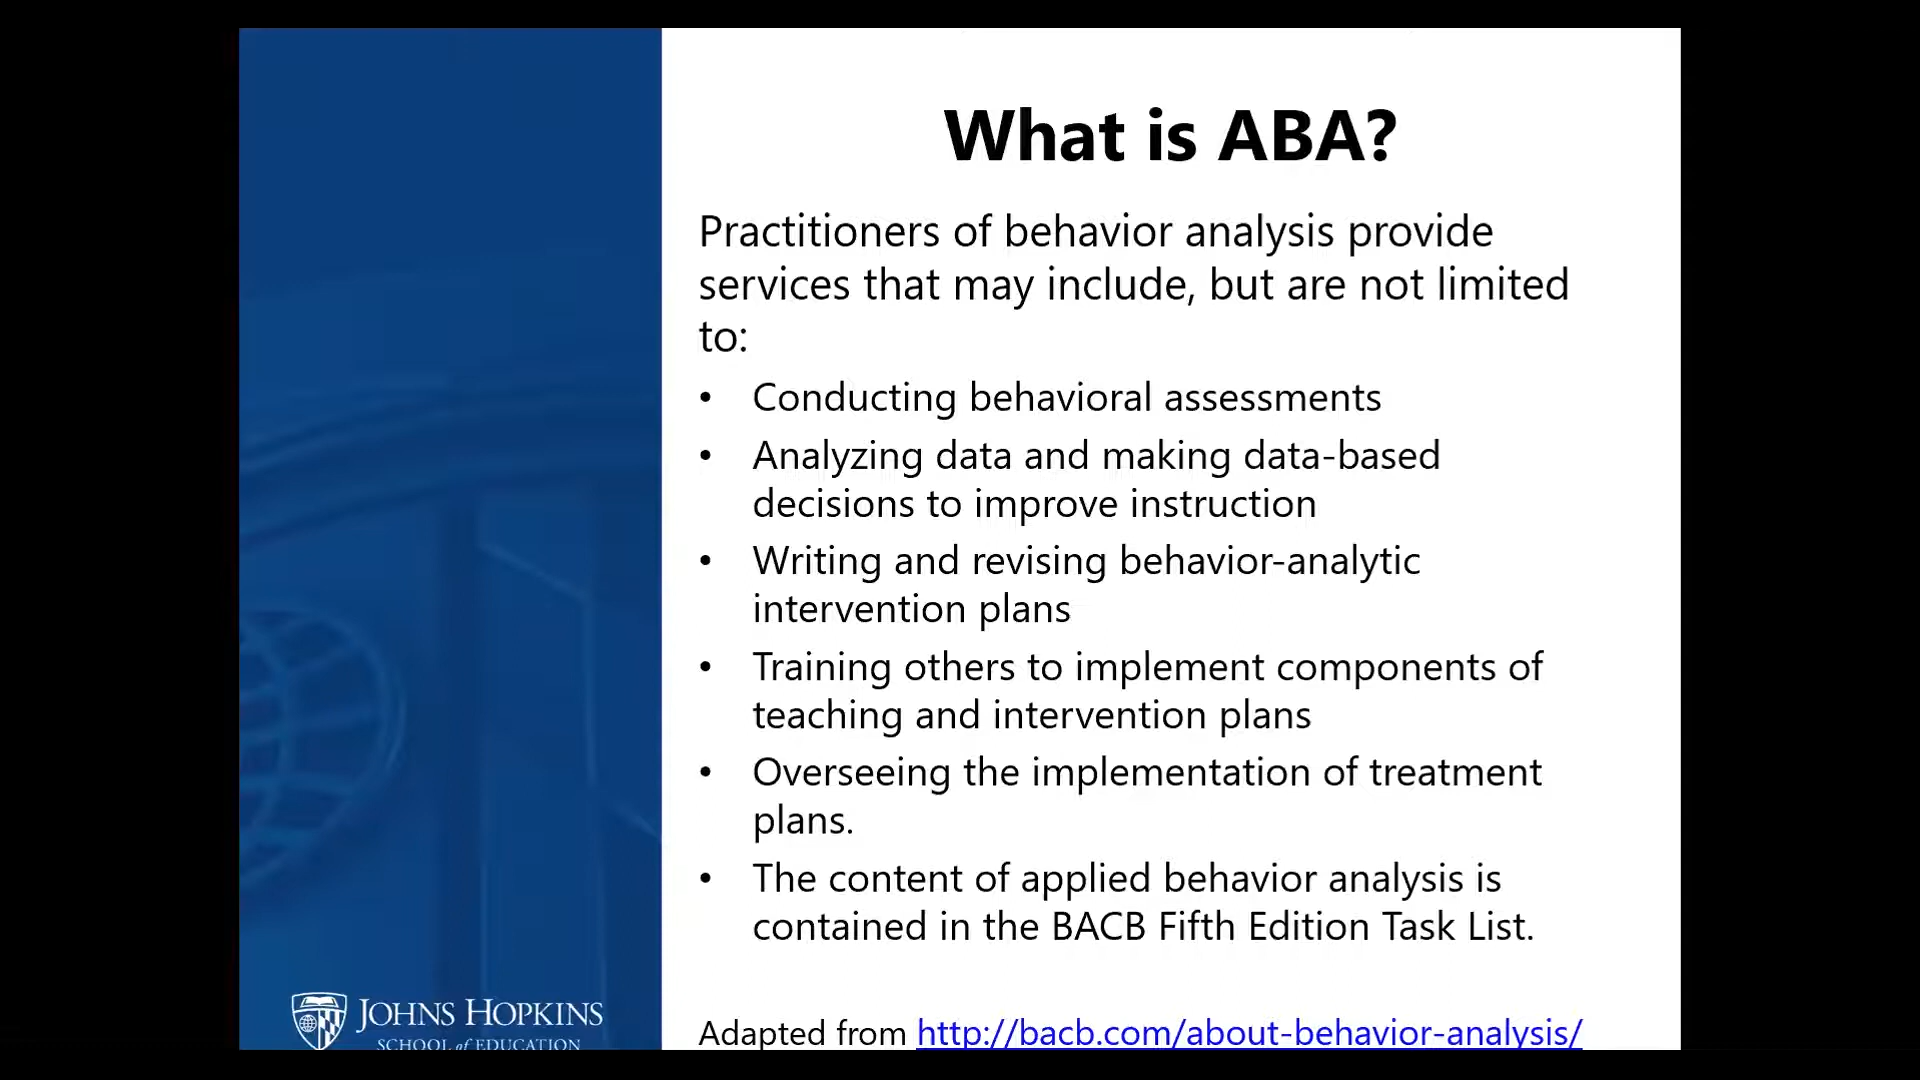 What is ABA?
Practitioners of behavior analysis provide
services that may include, but are not limited
to:
• Conducting behavioral assessments
• Analyzing data and making data-based
decisions to improve instruction
• Writing and revising behavior-analytic
intervention plans
• Training others to implement components of
teaching and intervention plans
• Overseeing the implementation of treatment
plans.
• The content of applied behavior analysis is
contained in the BACB Fifth Edition Task List.
Adapted from http://bacb.com/about-behavior-analysis/
JOHNS HOPKINS
SCHOOL of EDUCATION